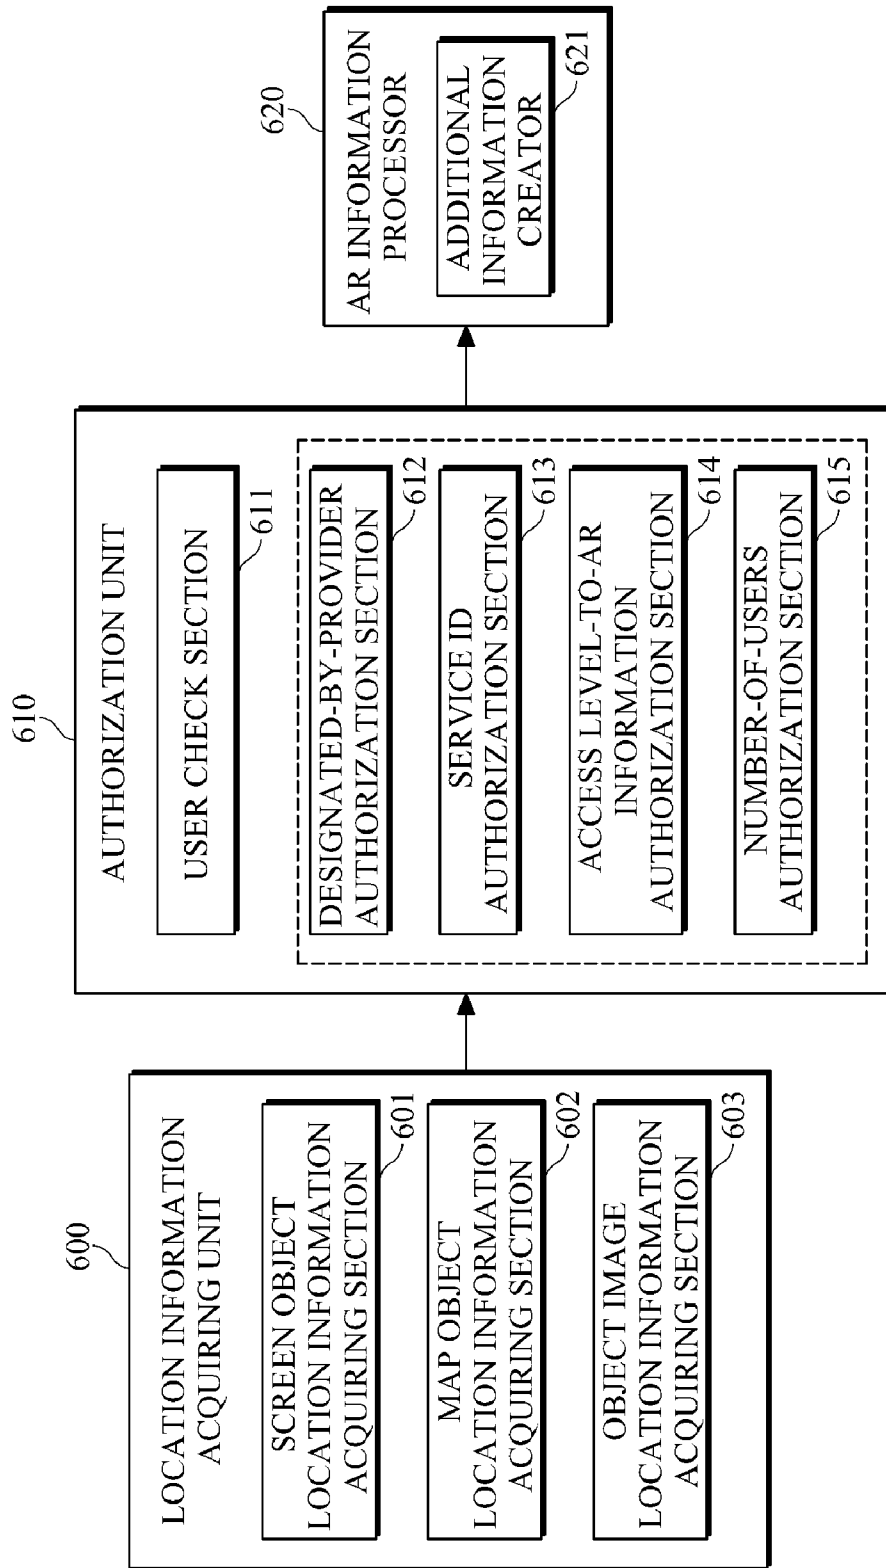 600
LOCATION INFORMATION
ACQUIRING UNIT
SCREEN OBJECT
LOCATION INFORMATION
ACQUIRING SECTION
601
MAP OBJECT
LOCATION INFORMATION
ACQUIRING SECTION
602
OBJECT IMAGE
LOCATION INFORMATION
ACQUIRING SECTION
603
610
AUTHORIZATION UNIT
USER CHECK SECTION
611
DESIGNATED-BY-PROVIDER
AUTHORIZATION SECTION
612
SERVICE ID
AUTHORIZATION SECTION
613
ACCESS LEVEL-TO-AR
INFORMATION
AUTHORIZATION SECTION
614
NUMBER-OF-USERS
AUTHORIZATION SECTION
615
620
AR INFORMATION
PROCESSOR
ADDITIONAL
INFORMATION
CREATOR
621